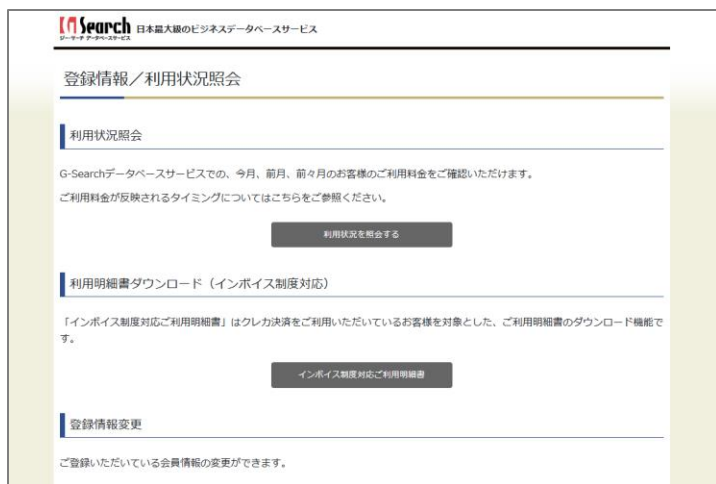 G Search 日本最大級のビジネスデータベースサービス
ジー・サーチ データベースサービス
登録情報／利用状況照会
利用状況照会
G-Searchデータベースサービスでの、今月、前月、前々月のお客様のご利用料金をご確認いただけます。
ご利用料金が反映されるタイミングについてはこちらをご参照ください。
利用状況を照会する
利用明細書ダウンロード（インボイス制度対応）
「インボイス制度対応ご利用明細書」はクレカ決済をご利用いただいているお客様を対象とした、ご利用明細書のダウンロード機能で
す。
インボイス制度対応ご利用明細書
登録情報変更
ご登録いただいている会員情報の変更ができます。